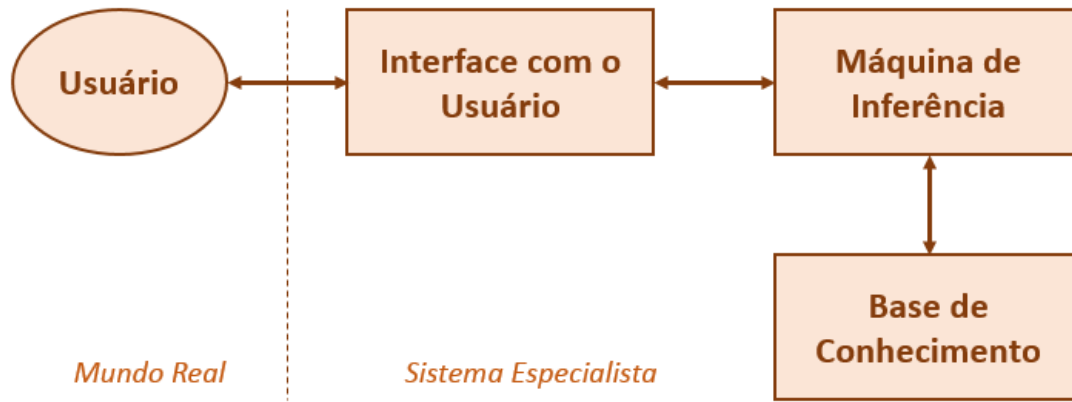 Usuário
Interface com o
Usuário
Máquina de
Inferência
Base de
Conhecimento
Mundo Real
Sistema Especialista